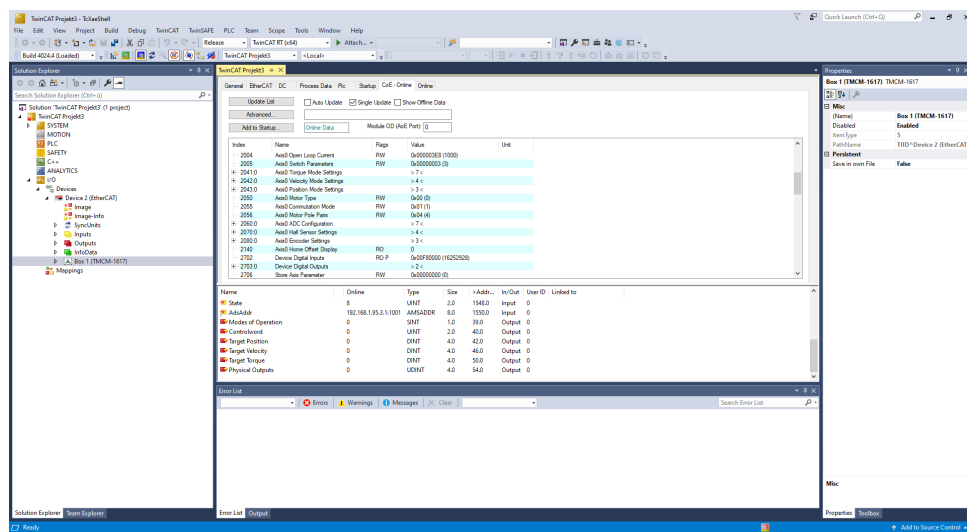 TwinCAT Projekt3 - TcXaeShell
Quick Launch (Ctrl+Q)
File Edit View Project Build Debug TwinCAT TwinSAFE PLC Team Scope Tools Window Help
Release TwinCAT RT (x64) Attach...
Build 4024.4 (Loaded) TwinCAT Projekt3 <Local>
Solution Explorer
Search Solution Explorer (Ctrl+ü)
Solution 'TwinCAT Projekt3' (1 project)
TwinCAT Projekt3
SYSTEM
MOTION
PLC
SAFETY
C++
ANALYTICS
I/O
Devices
Device 2 (EtherCAT)
Image
Image-Info
SyncUnits
Inputs
Outputs
InfoData
Box 1 (TMCM-1617)
Mappings
Solution Explorer Team Explorer
TwinCAT Projekt3
General EtherCAT DC Process Data Plc Startup CoE - Online Online
Update List Auto Update Single Update Show Offline Data
Advanced...
Add to Startup... Online Data Module OD (AoE Port): 0
Index Name Flags Value Unit
2004 Axis0 Open Loop Current RW 0x000003E8 (1000)
2005 Axis0 Switch Parameters RW 0x00000003 (3)
2041:0 Axis0 Torque Mode Settings > 7 <
2042:0 Axis0 Velocity Mode Settings > 4 <
2043:0 Axis0 Position Mode Settings > 3 <
2050 Axis0 Motor Type RW 0x00 (0)
2055 Axis0 Commutation Mode RW 0x01 (1)
2056 Axis0 Motor Pole Pairs RW 0x04 (4)
2060:0 Axis0 ADC Configuration > 7 <
2070:0 Axis0 Hall Sensor Settings > 4 <
2080:0 Axis0 Encoder Settings > 3 <
2140 Axis0 Home Offset Display RO 0
2702 Device Digital Inputs RO P 0x00F80000 (16252928)
2703:0 Device Digital Outputs > 2 <
2706 Store Axis Parameter RW 0x00000000 (0)
Name Online Type Size >Addr... In/Out User ID Linked to
State 8 UINT 2.0 1548.0 Input 0
AdsAddr 192.168.1.95.3.1:1001 AMSADDR 8.0 1550.0 Input 0
Modes of Operation 0 SINT 1.0 39.0 Output 0
Controlword 0 UINT 2.0 40.0 Output 0
Target Position 0 DINT 4.0 42.0 Output 0
Target Velocity 0 DINT 4.0 46.0 Output 0
Target Torque 0 DINT 4.0 50.0 Output 0
Physical Outputs 0 UDINT 4.0 54.0 Output 0
Error List
Errors Warnings Messages Clear Search Error List
Error List Output
Properties
Box 1 (TMCM-1617) TMCM-1617
Misc
(Name) Box 1 (TMCM-1617)
Disabled Enabled
ItemType 5
PathName TIID^Device 2 (EtherCAT
Persistent
Save in own File False
Misc
Properties Toolbox
Ready Add to Source Control